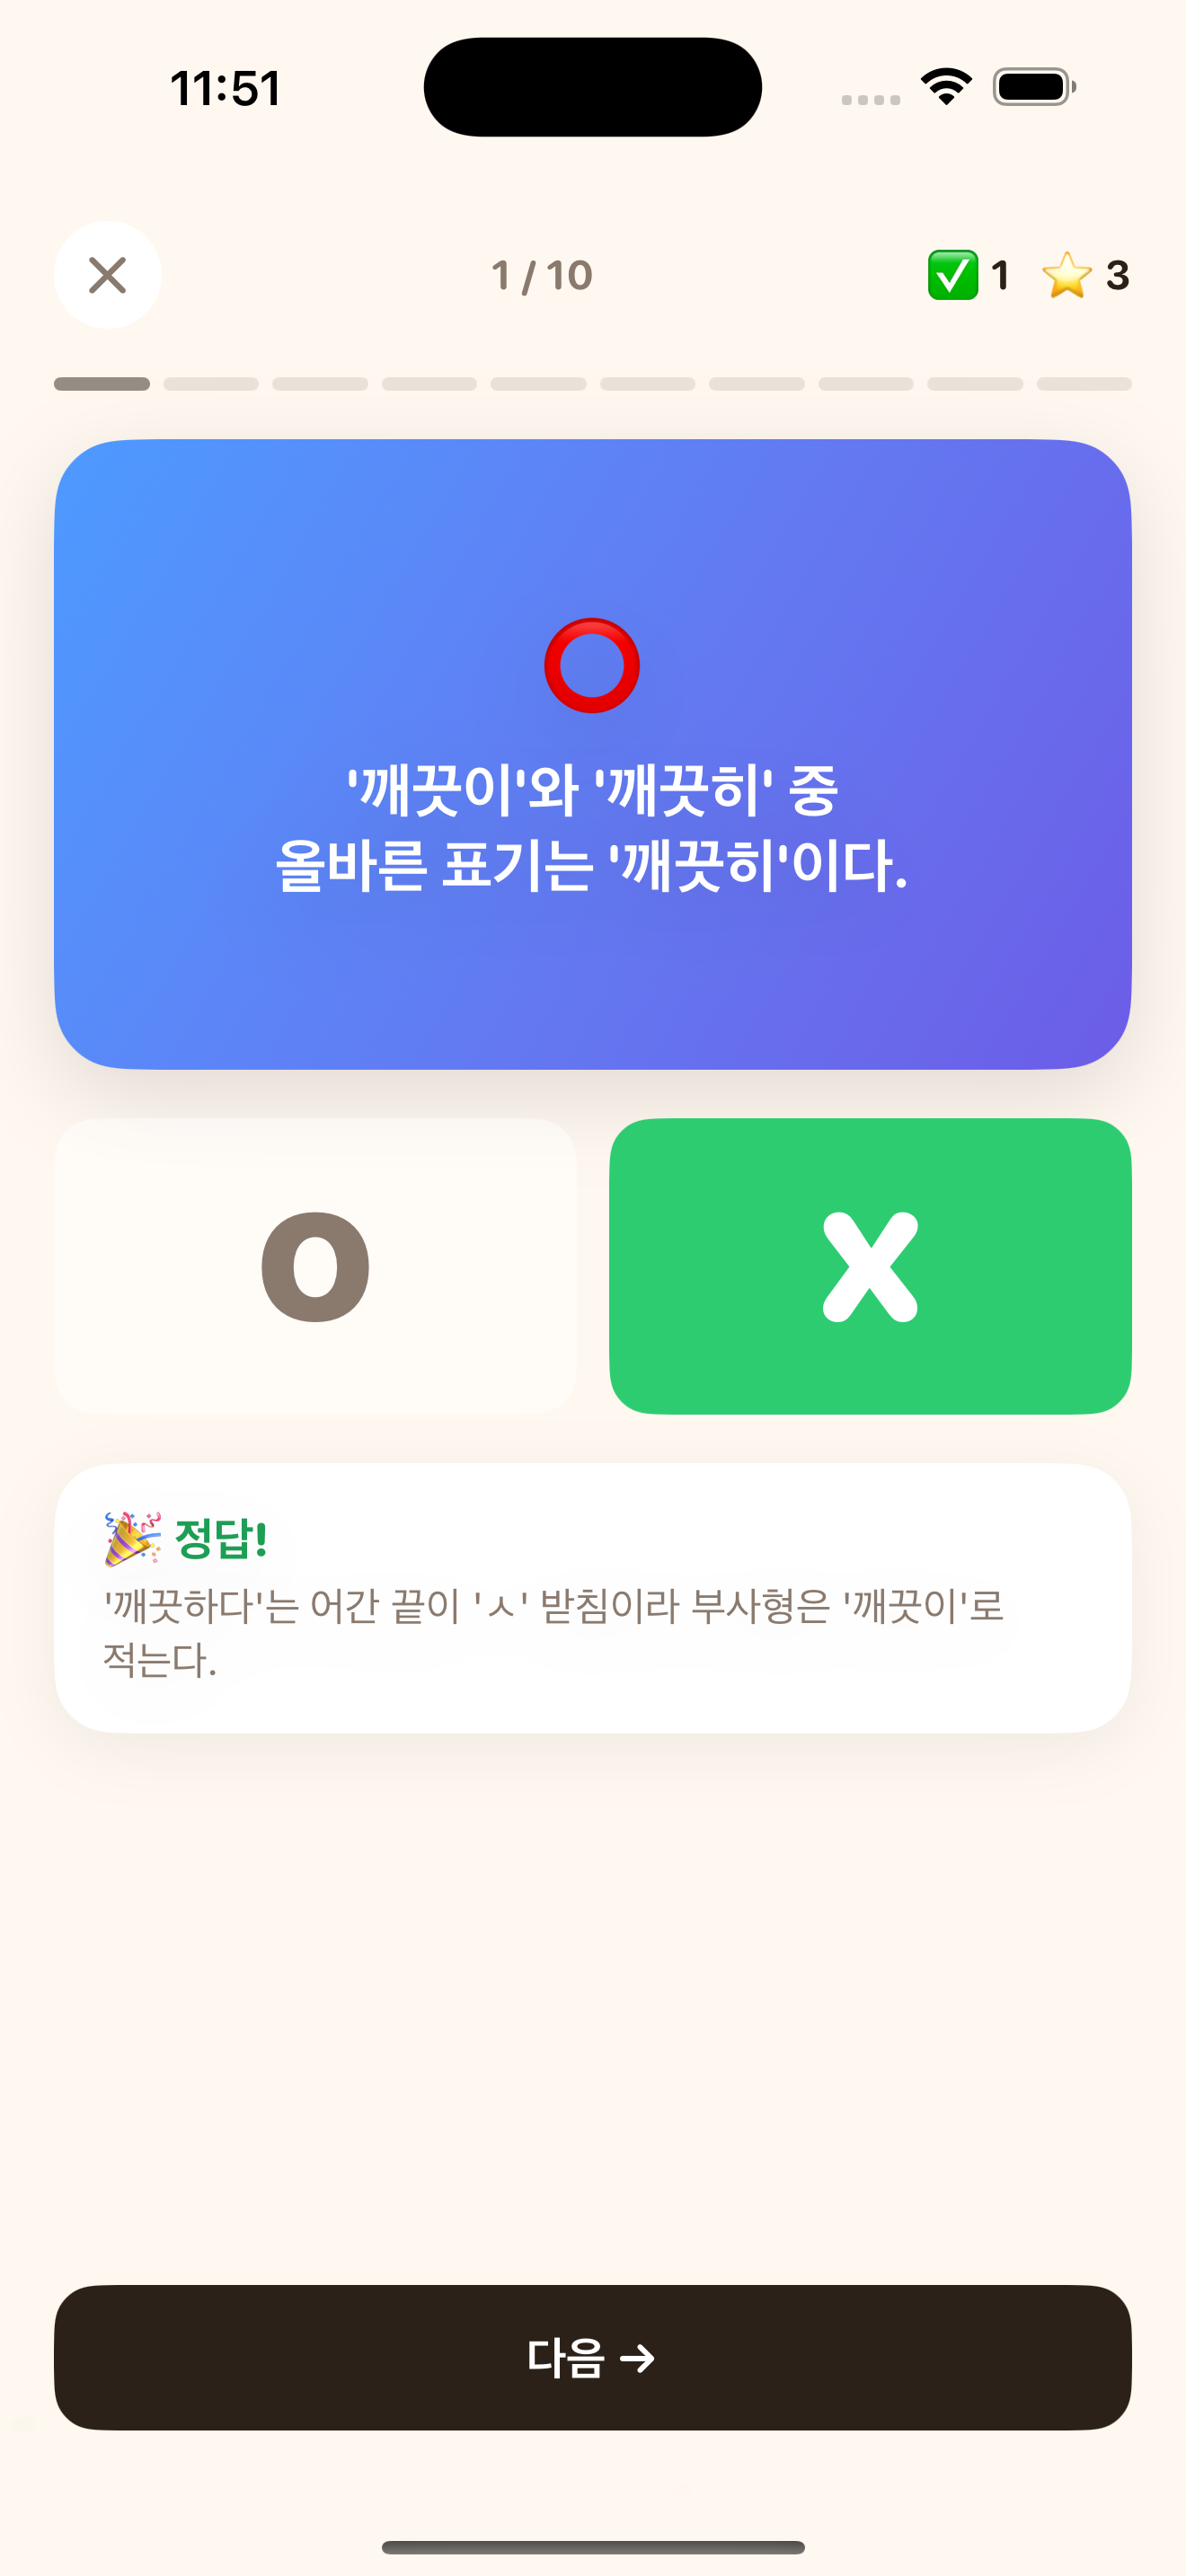 11:51
1 / 10
✅ 1 ⭐ 3
⭕
'깨끗이'와 '깨끗히' 중
올바른 표기는 '깨끗히'이다.
O X
🎉 정답!
'깨끗하다'는 어간 끝이 'ㅅ' 받침이라 부사형은 '깨끗이'로
적는다.
다음 →